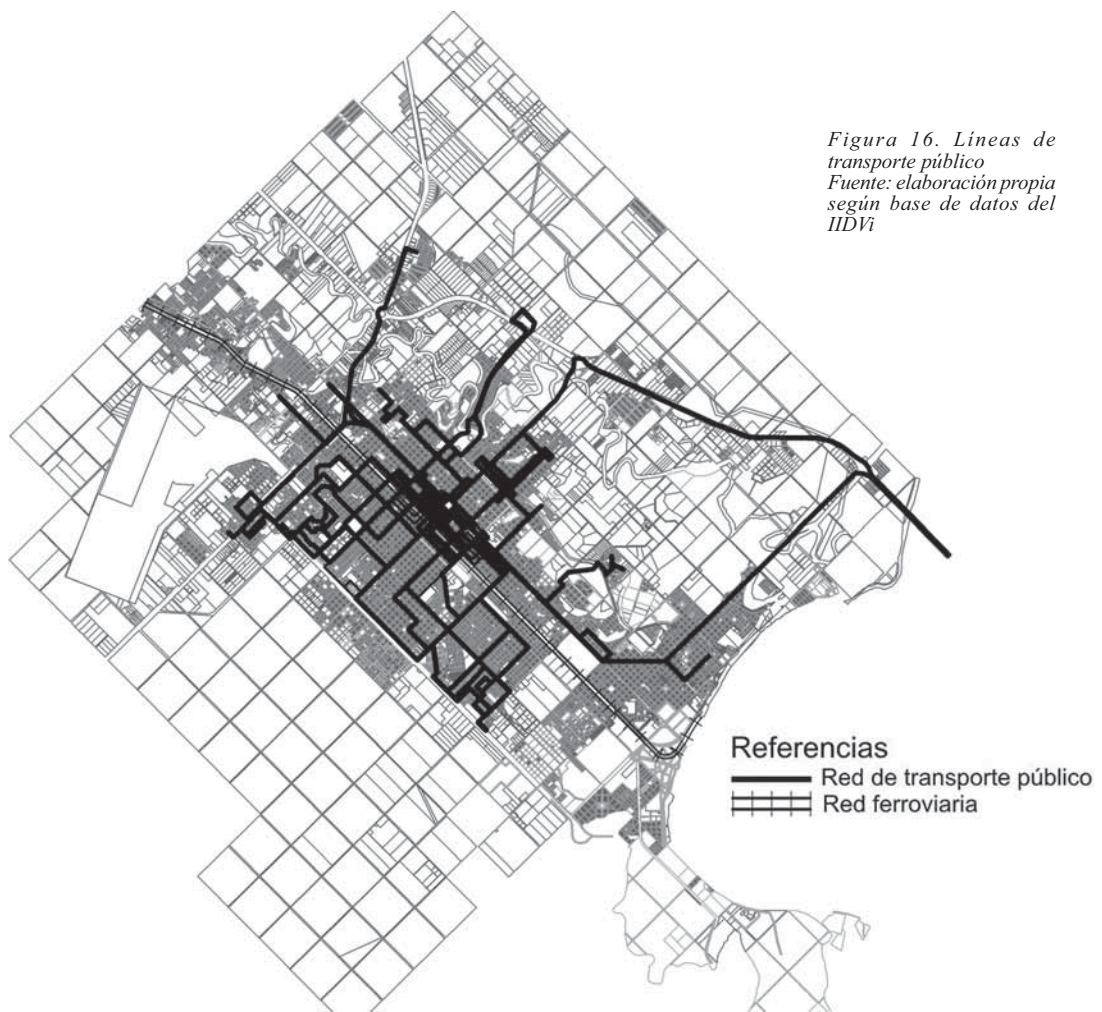 Figura 16. Líneas de
transporte público
Fuente: elaboración propia
según base de datos del
IIDVi
Referencias
Red de transporte público
Red ferroviaria